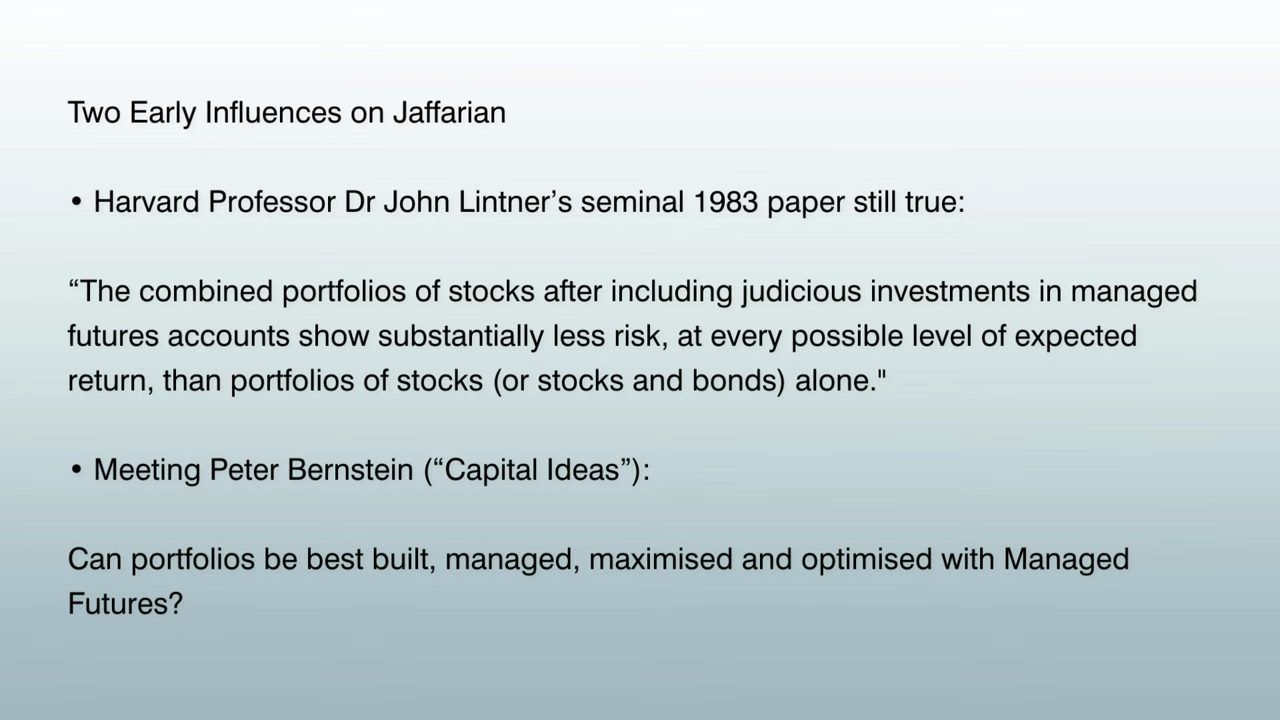 Two Early Influences on Jaffarian
• Harvard Professor Dr John Lintner’s seminal 1983 paper still true:
“The combined portfolios of stocks after including judicious investments in managed
futures accounts show substantially less risk, at every possible level of expected
return, than portfolios of stocks (or stocks and bonds) alone."
• Meeting Peter Bernstein (“Capital Ideas”):
Can portfolios be best built, managed, maximised and optimised with Managed
Futures?